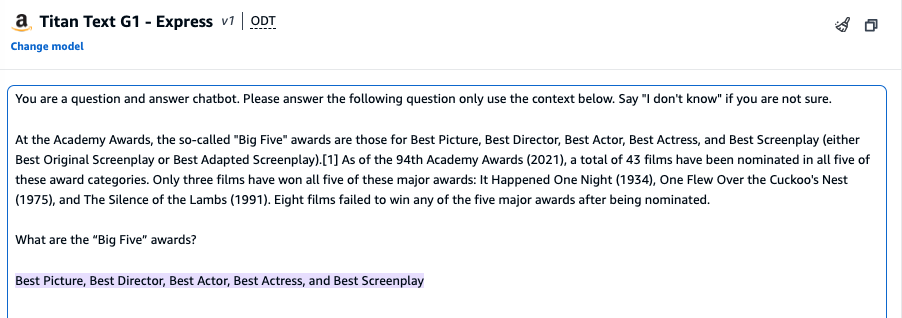 Titan Text G1 - Express v1 | ODT
Change model
You are a question and answer chatbot. Please answer the following question only use the context below. Say "I don't know" if you are not sure.
At the Academy Awards, the so-called "Big Five" awards are those for Best Picture, Best Director, Best Actor, Best Actress, and Best Screenplay (either
Best Original Screenplay or Best Adapted Screenplay).[1] As of the 94th Academy Awards (2021), a total of 43 films have been nominated in all five of
these award categories. Only three films have won all five of these major awards: It Happened One Night (1934), One Flew Over the Cuckoo's Nest
(1975), and The Silence of the Lambs (1991). Eight films failed to win any of the five major awards after being nominated.
What are the “Big Five” awards?
Best Picture, Best Director, Best Actor, Best Actress, and Best Screenplay